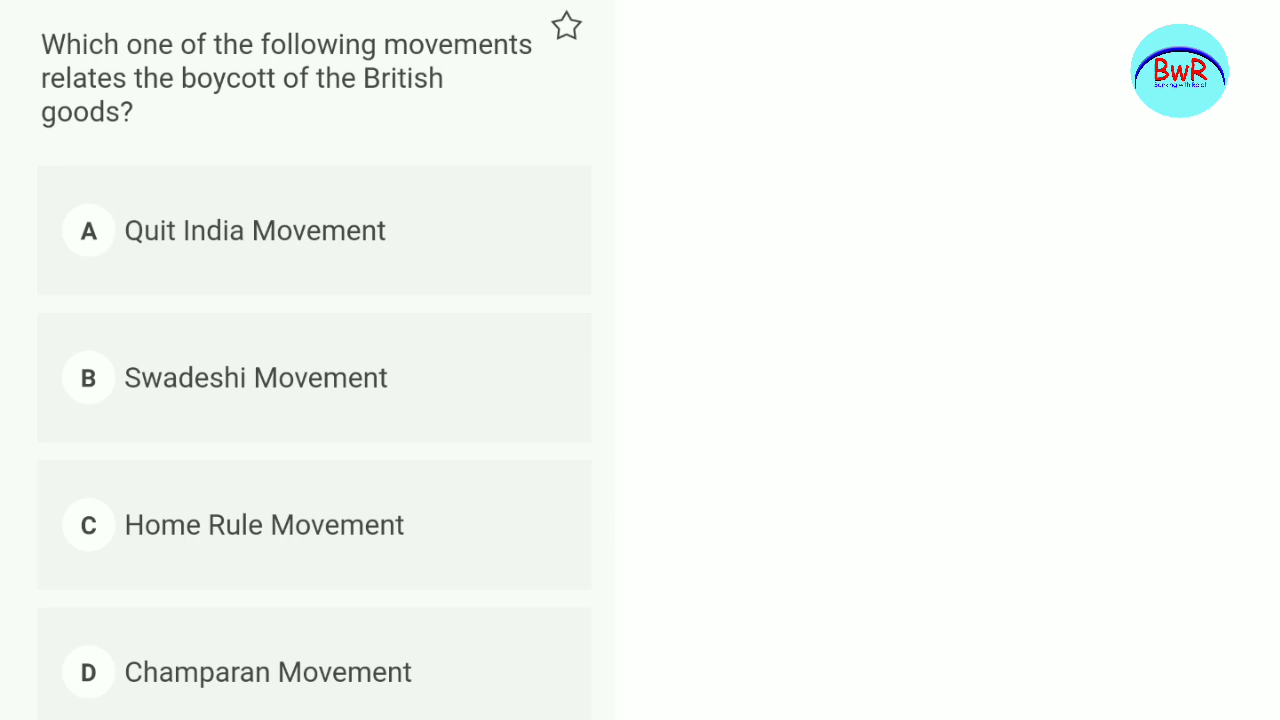 Which one of the following movements
relates the boycott of the British
goods?
A Quit India Movement
B Swadeshi Movement
C Home Rule Movement
D Champaran Movement
BwR